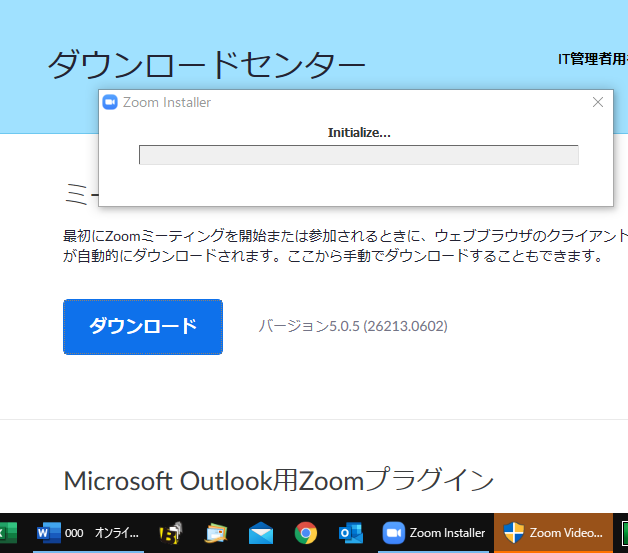 ダウンロードセンター
IT管理者用
Zoom Installer
Initialize...
ミー
最初にZoomミーティングを開始または参加されるときに、ウェブブラウザのクライアント
が自動的にダウンロードされます。ここから手動でダウンロードすることもできます。
ダウンロード
バージョン5.0.5 (26213.0602)
Microsoft Outlook用Zoomプラグイン
000 オンライ...
Zoom Installer
Zoom Video...